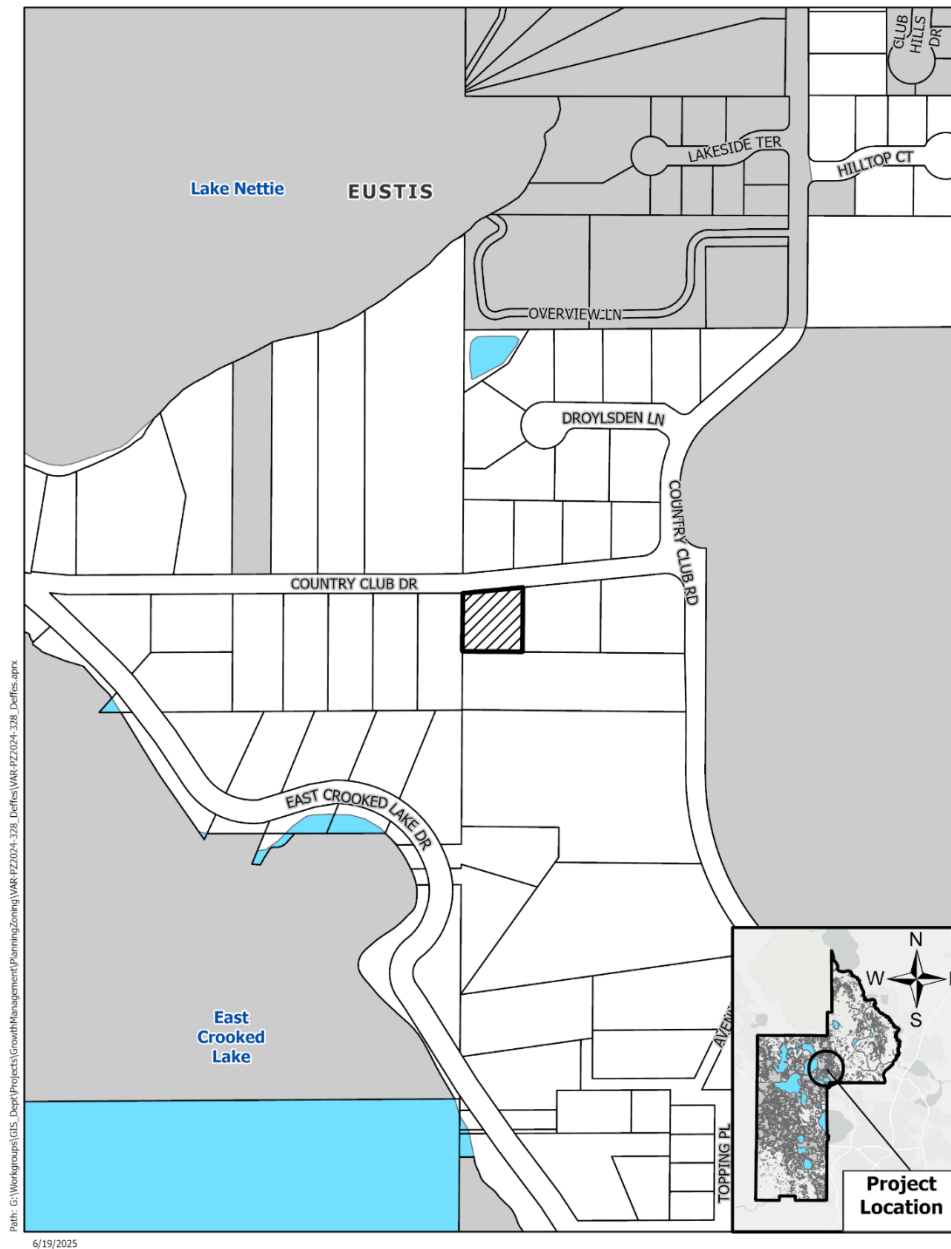 CLUB
HILLS
DR
LAKESIDE TER
HILLTOP CT
Lake Nettie
EUSTIS
OVERVIEW LN
DROYLSDEN LN
COUNTRY CLUB RD
COUNTRY CLUB DR
EAST CROOKED LAKE DR
East
Crooked
Lake
TOPPING PL
N
W
S
Project
Location
Path: G:\Workgroups\GIS_Dept\Projects\GrowthManagement\PlanningZoning\VAR-PZ2024-328_Deffes\VAR-PZ2024-328_Deffes.aprx
6/19/2025